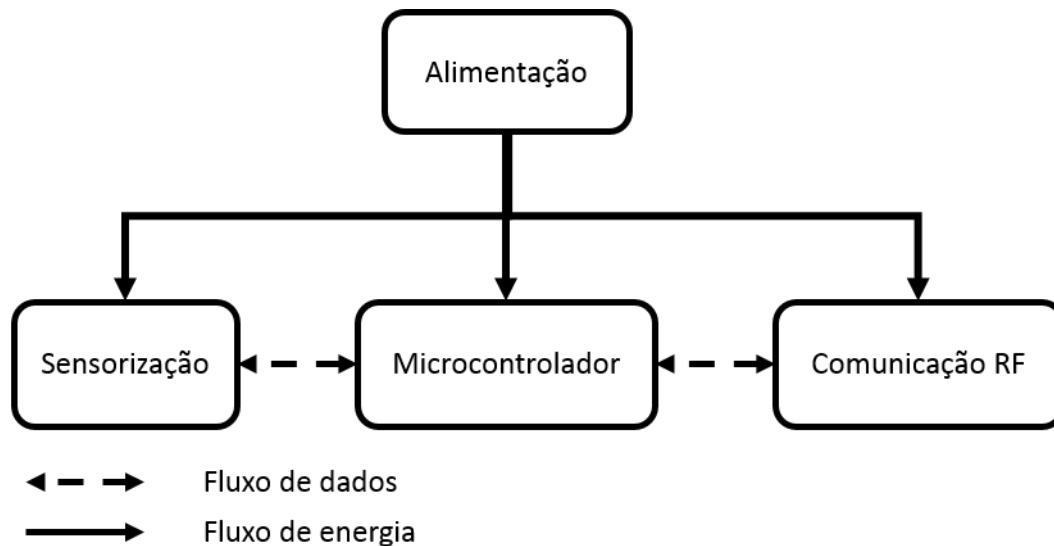 Alimentação
Sensorização
Microcontrolador
Comunicação RF
Fluxo de dados
Fluxo de energia